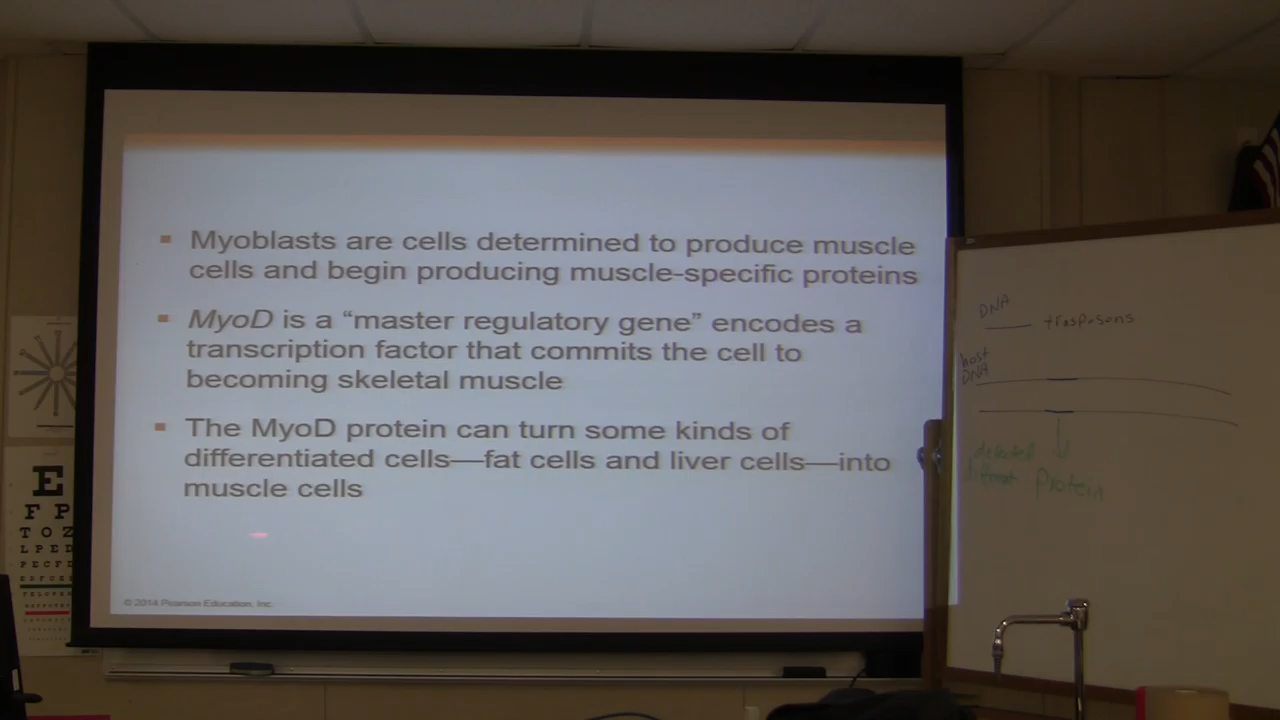 Myoblasts are cells determined to produce muscle
cells and begin producing muscle-specific proteins
MyoD is a “master regulatory gene” encodes a
transcription factor that commits the cell to
becoming skeletal muscle
The MyoD protein can turn some kinds of
differentiated cells—fat cells and liver cells—into
muscle cells
© 2014 Pearson Education, Inc.
DNA
trasposons
host
DNA
different Protein
E
F P
T O Z
L P E D
P E C F D